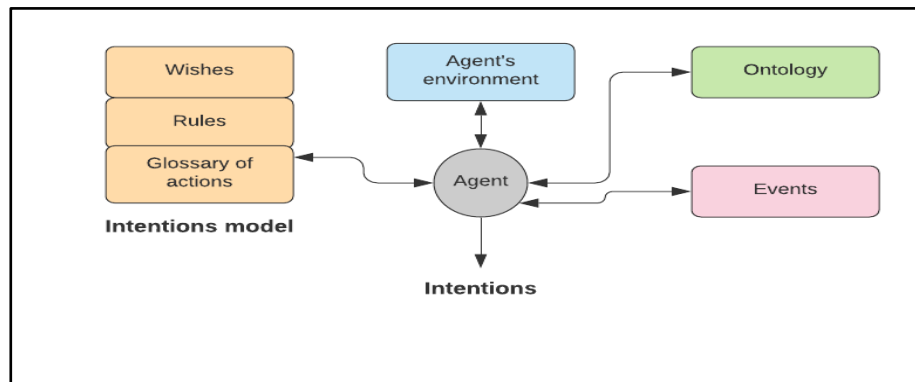 Wishes
Rules
Glossary of
actions
Intentions model
Agent's
environment
Agent
Intentions
Ontology
Events